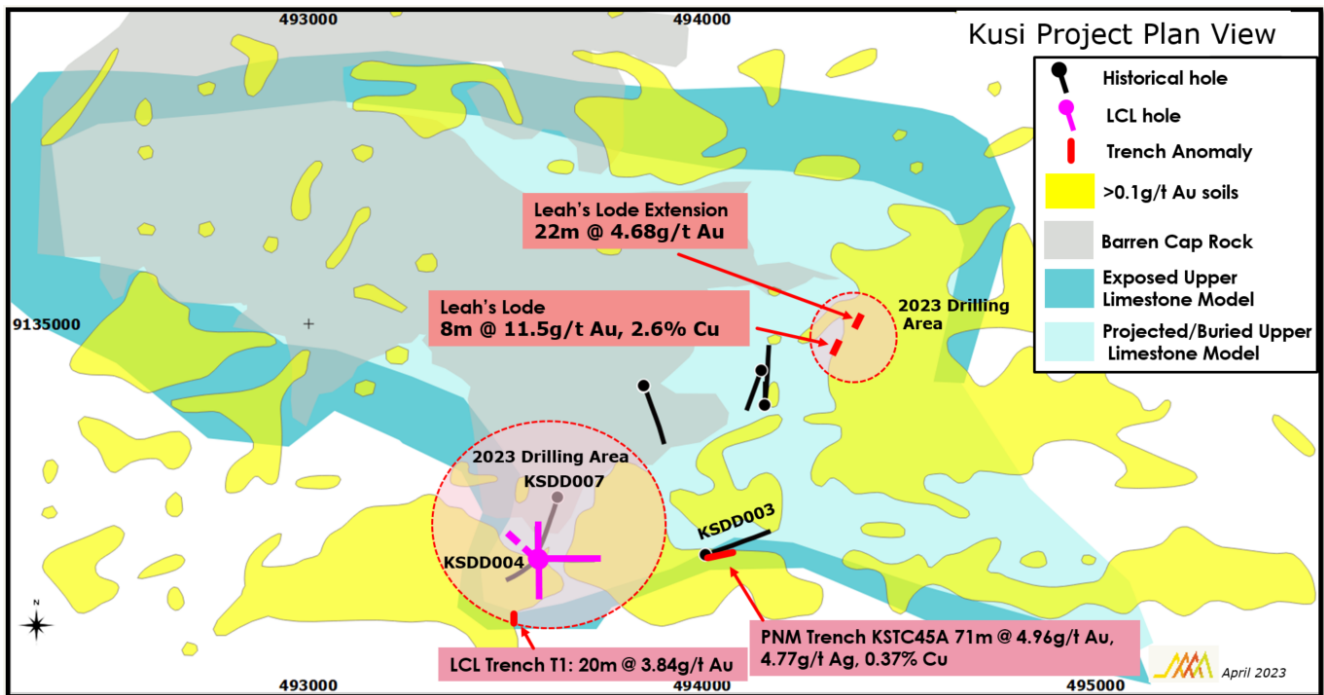 493000
494000
Kusi Project Plan View
Historical hole
LCL hole
Trench Anomaly
>0.1g/t Au soils
Barren Cap Rock
Exposed Upper
Limestone Model
Projected/Buried Upper
Limestone Model
Leah's Lode Extension
22m @ 4.68g/t Au
Leah's Lode
8m @ 11.5g/t Au, 2.6% Cu
2023 Drilling
Area
9135000
2023 Drilling Area
KSDD007
KSDD003
KSDD004
N
LCL Trench T1: 20m @ 3.84g/t Au
PNM Trench KSTC45A 71m @ 4.96g/t Au,
4.77g/t Ag, 0.37% Cu
April 2023
493000
494000
495000